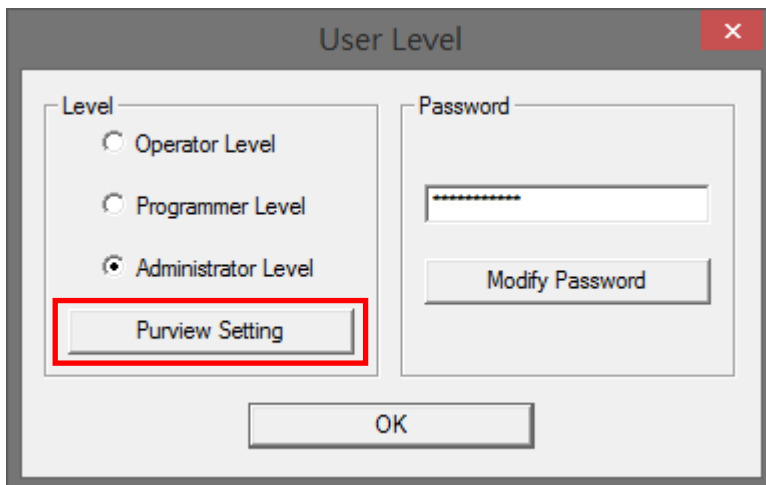 User Level
Level
Operator Level
Programmer Level
Administrator Level
Purview Setting
Password
***********
Modify Password
OK